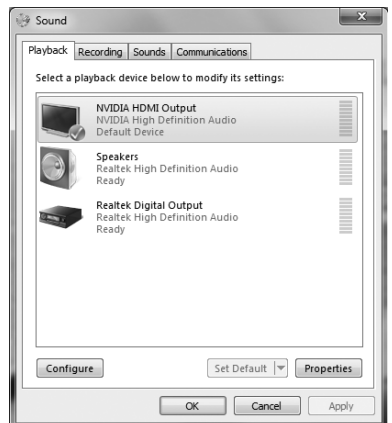 Sound
Playback Recording Sounds Communications
Select a playback device below to modify its settings:
NVIDIA HDMI Output
NVIDIA High Definition Audio
Default Device
Speakers
Realtek High Definition Audio
Ready
Realtek Digital Output
Realtek High Definition Audio
Ready
Configure Set Default Properties
OK Cancel Apply